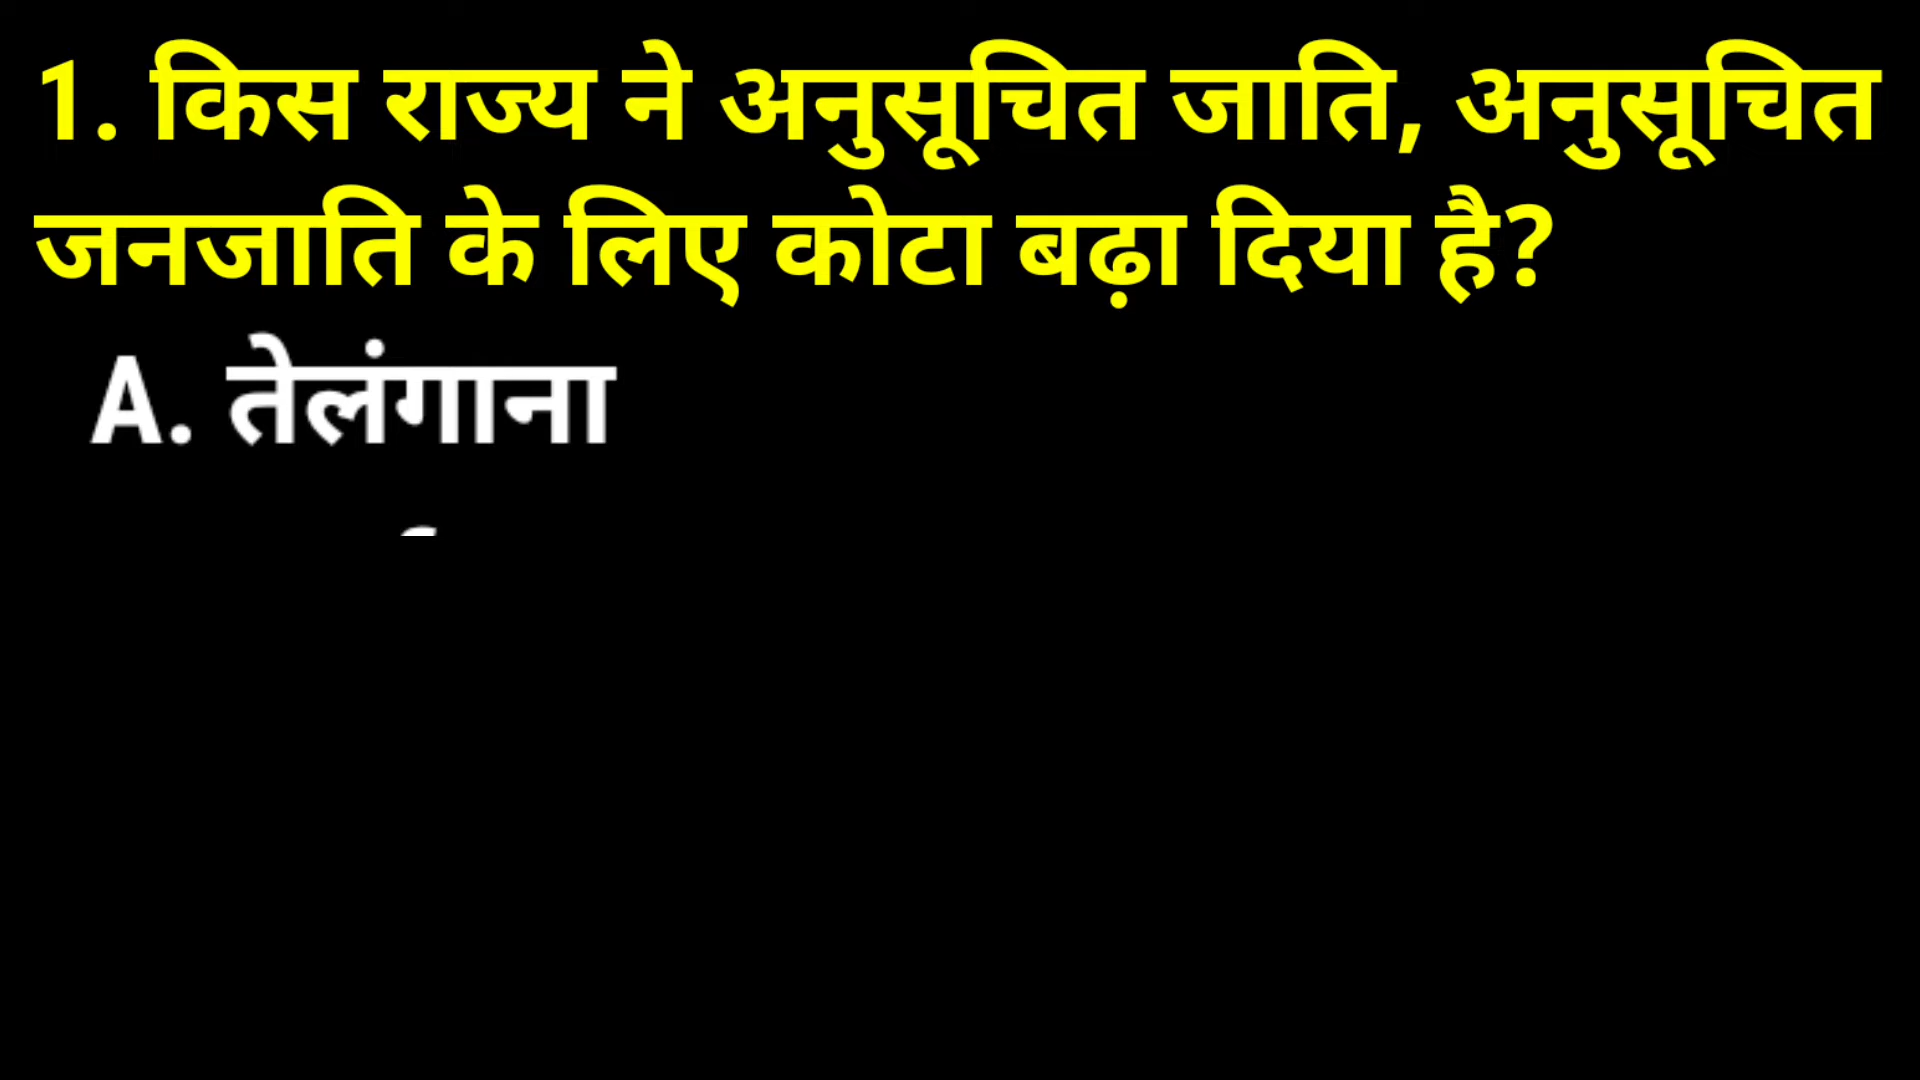 1. किस राज्य ने अनुसूचित जाति, अनुसूचित
जनजाति के लिए कोटा बढ़ा दिया है?
A. तेलंगाना